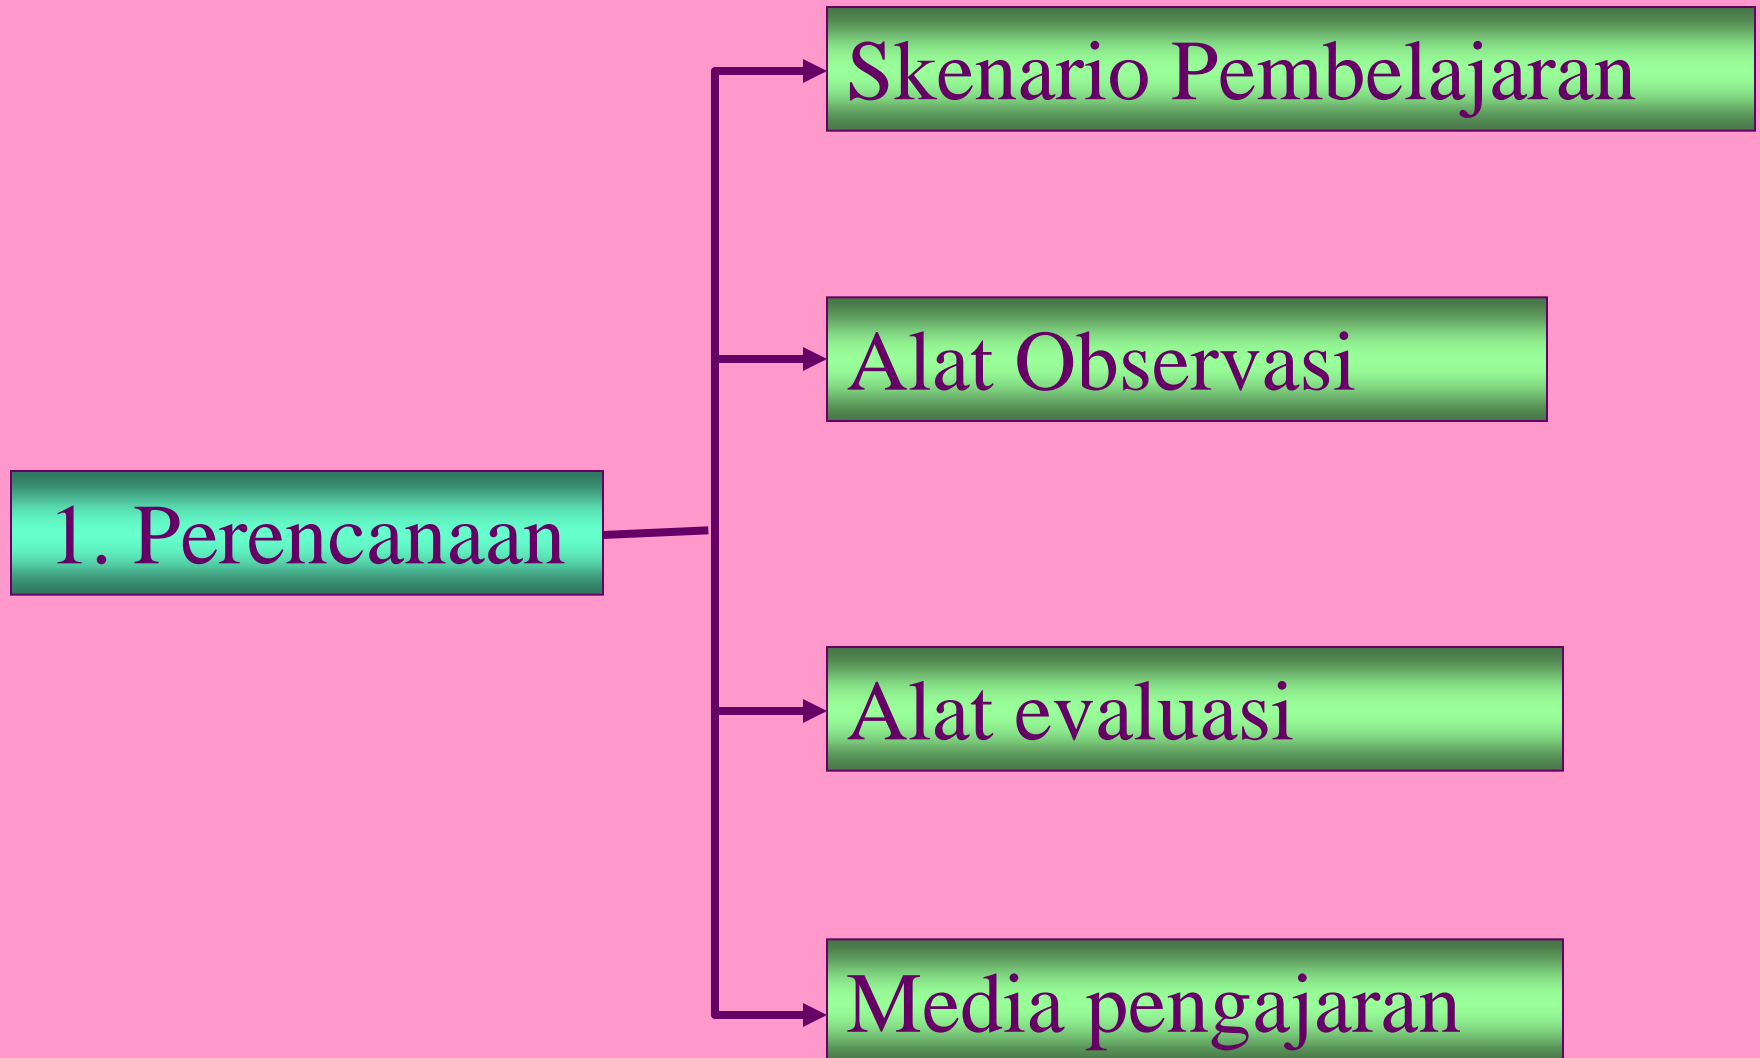 Skenario Pembelajaran
Alat Observasi
1. Perencanaan
Alat evaluasi
Media pengajaran